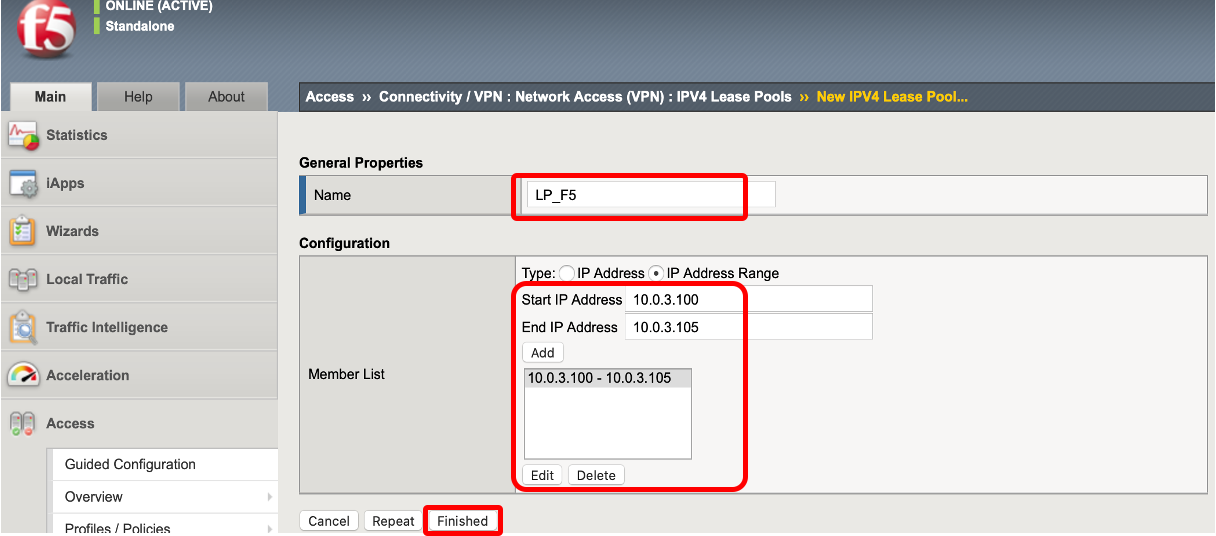 f5
ONLINE (ACTIVE)
Standalone
Main Help About
Access ›› Connectivity / VPN : Network Access (VPN) : IPV4 Lease Pools ›› New IPV4 Lease Pool...
Statistics
iApps
Wizards
Local Traffic
Traffic Intelligence
Acceleration
Access
Guided Configuration
Overview
Profiles / Policies
General Properties
Name LP_F5
Configuration
Member List
Type: IP Address IP Address Range
Start IP Address 10.0.3.100
End IP Address 10.0.3.105
Add
10.0.3.100 - 10.0.3.105
Edit Delete
Cancel Repeat Finished